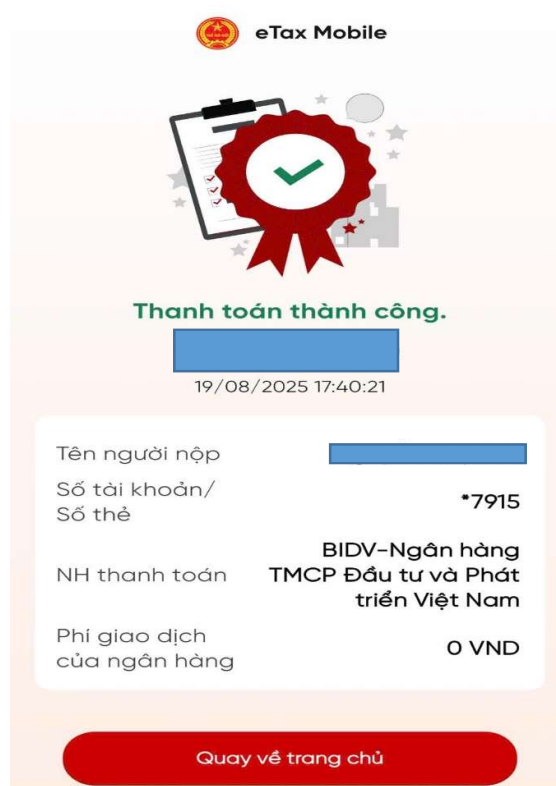 eTax Mobile
Thanh toán thành công.
19/08/2025 17:40:21
Tên người nộp
Số tài khoản/
Số thẻ
*7915
NH thanh toán
BIDV-Ngân hàng
TMCP Đầu tư và Phát
triển Việt Nam
Phí giao dịch
của ngân hàng
0 VND
Quay về trang chủ